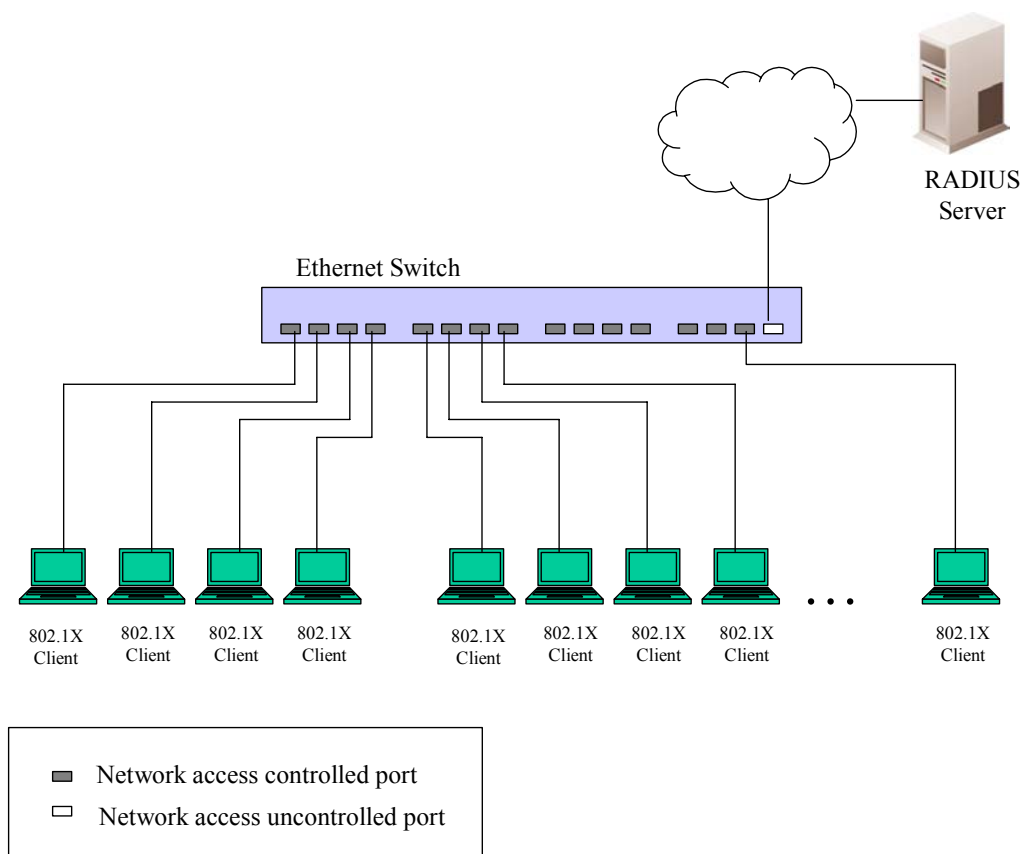 RADIUS
Server
Ethernet Switch
802.1X
Client
802.1X
Client
802.1X
Client
802.1X
Client
802.1X
Client
802.1X
Client
802.1X
Client
802.1X
Client
. . .
802.1X
Client
Network access controlled port
Network access uncontrolled port